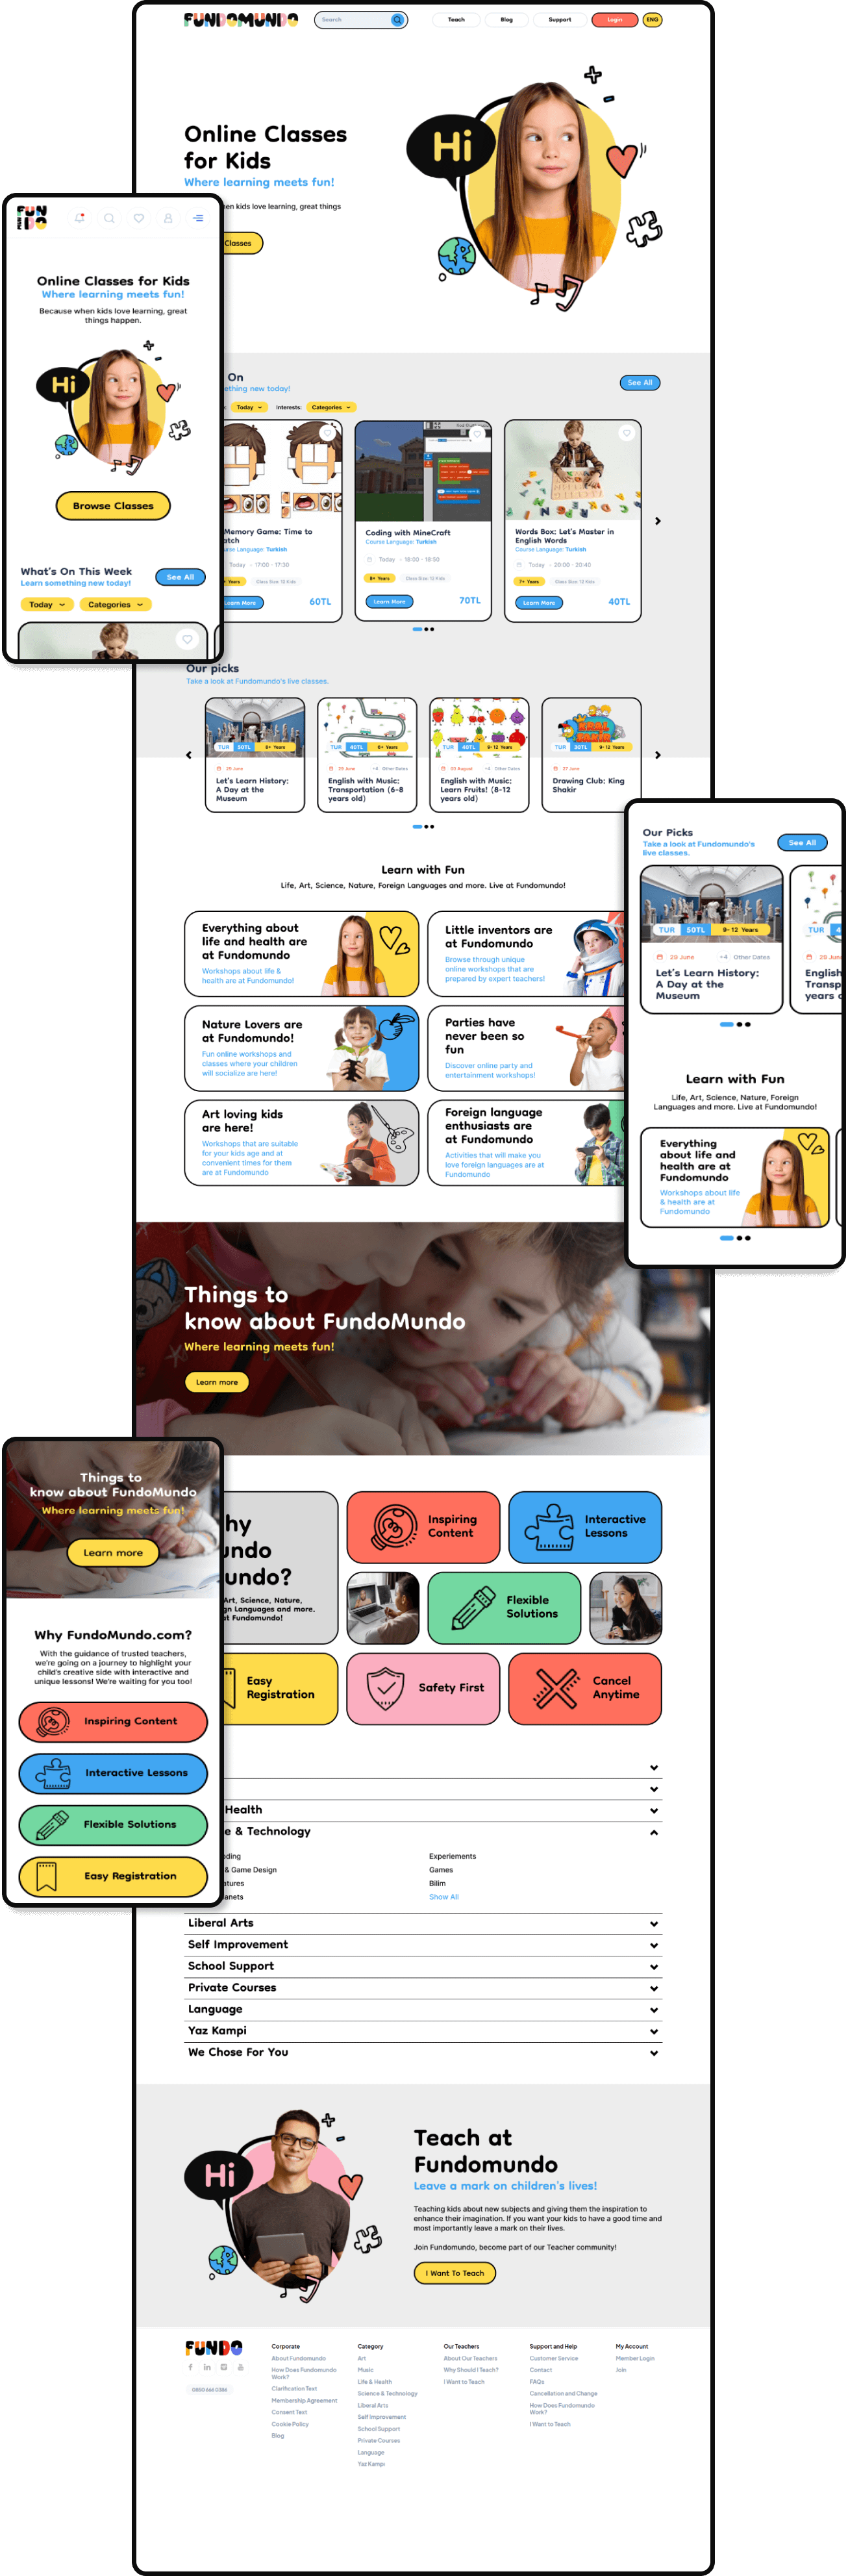 FUNDOMUNDO
Search
Teach
Blog
Support
Login
ENG
Online Classes
for Kids
Where learning meets fun!
en kids love learning, great things
Classes
Hi
FUN
DO
Online Classes for Kids
Where learning meets fun!
Because when kids love learning, great
things happen.
Hi
Browse Classes
What's On This Week
Learn something new today!
See All
Today
Categories
On
ething new today!
See All
Today
Interests:
Categories
Memory Game: Time to
atch
urse Language: Turkish
Today - 17:00 - 17:30
Years
Class Size 10 Kids
Learn More
60TL
Coding with MineCraft
Course Language: Turkish
Today - 18:00 - 18:50
8+ Years
Class Size 12 Kids
Learn More
70TL
Words Box: Let's Master in
English Words
Course Language: Turkish
Today - 20:00 - 20:40
7+ Years
Class Size 12 Kids
Learn More
40TL
Our picks
Take a look at Fundomundo's live classes.
TUR
50TL
9+ Years
Let's Learn History:
A Day at the
Museum
TUR
40TL
6+ Years
+4 Other Dates
English with Music:
Transportation (6-8
years old)
TUR
40TL
9-12 Years
03 August
+4 Other Dates
English with Music:
Learn Fruits! (8-12
years old)
TUR
30TL
9-12 Years
27 June
Drawing Club: King
Shakir
Our Picks
Take a look at Fundomundo's
live classes.
See All
TUR
50TL
9-12 Years
+4 Other Dates
Let's Learn History:
A Day at the
Museum
TUR
4
English
Transp
years o
Learn with Fun
Life, Art, Science, Nature, Foreign
Languages and more. Live at Fundomundo!
Everything
about life and
health are at
Fundomundo
Workshops about life
& health are at
Fundomundo
Learn with Fun
Life, Art, Science, Nature, Foreign Languages and more. Live at Fundomundo!
Everything about
life and health are
at Fundomundo
Workshops about life &
health are at Fundomundo!
Little inventors are
at Fundomundo
Browse through unique
online workshops that are
prepared by expert teachers!
Nature Lovers are
at Fundomundo!
Fun online workshops and
classes where your children
will socialize are here!
Parties have
never been so
fun
Discover online party and
entertainment workshops!
Art loving kids
are here!
Workshops that are suitable
for your kids age and at
convenient times for them
are at Fundomundo
Foreign language
enthusiasts are
at Fundomundo
Activities that will make you
love foreign languages are at
Fundomundo
Things to
know about FundoMundo
Where learning meets fun!
Learn more
Things to
know about FundoMundo
Where learning meets fun!
Learn more
Why FundoMundo.com?
With the guidance of trusted teachers,
we're going on a journey to highlight your
child's creative side with interactive and
unique lessons! We're waiting for you too!
Inspiring Content
Interactive Lessons
Flexible Solutions
Easy Registration
hy
undo
undo?
Art, Science, Nature,
gn Languages and more.
at Fundomundo!
Inspiring
Content
Interactive
Lessons
Flexible
Solutions
Easy
Registration
Safety First
Cancel
Anytime
Health
e & Technology
ding
& Game Design
atures
anets
Experiements
Games
Bilim
Show All
Liberal Arts
Self Improvement
School Support
Private Courses
Language
Yaz Kampi
We Chose For You
Hi
Teach at
Fundomundo
Leave a mark on children's lives!
Teaching kids about new subjects and giving them the inspiration to
enhance their imagination. If you want your kids to have a good time and
most importantly leave a mark on their lives.
Join Fundomundo, become part of our Teacher community!
I Want To Teach
FUNDO
0850 666 0386
Corporate
About Fundomundo
How Does Fundomundo
Work?
Clarification Text
Membership Agreement
Consent Text
Cookie Policy
Blog
Category
Art
Music
Life & Health
Science & Technology
Liberal Arts
Self Improvement
School Support
Private Courses
Language
Yaz Kampi
Our Teachers
About Our Teachers
Why Should I Teach?
I Want to Teach
Support and Help
Customer Service
Contact
FAQs
Cancellation and Change
How Does Fundomundo
Work?
I Want to Teach
My Account
Member Login
Join